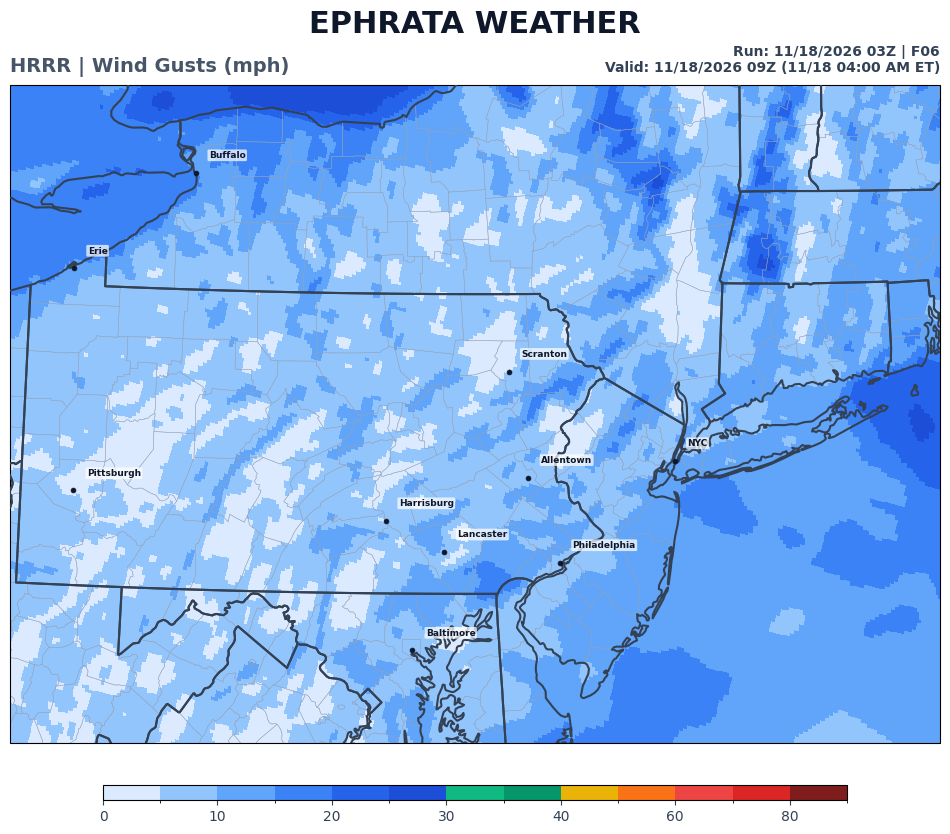 EPHRATA WEATHER
HRRR | Wind Gusts (mph)
Run: 11/18/2026 03Z | F06
Valid: 11/18/2026 09Z (11/18 04:00 AM ET)
Buffalo
Erie
Scranton
NYC
Allentown
Pittsburgh
Harrisburg
Lancaster
Philadelphia
Baltimore
0 10 20 30 40 50 60 70 80